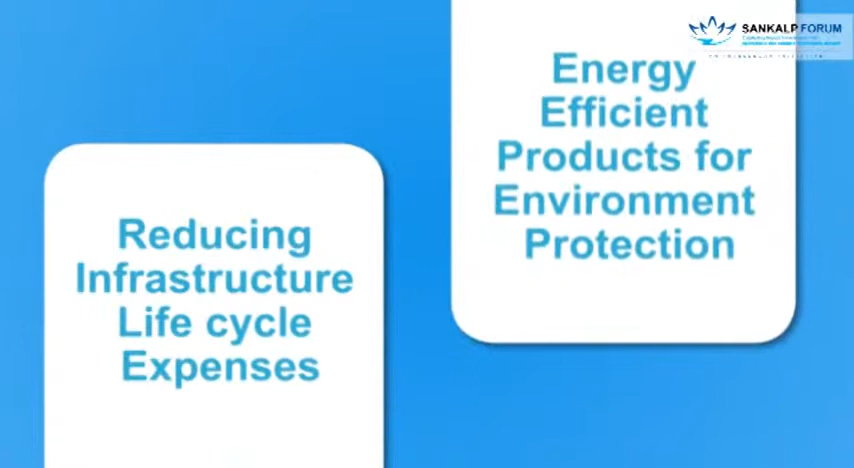 SANKALP FORUM
Energy
Efficient
Products for
Environment
Protection
Reducing
Infrastructure
Life cycle
Expenses